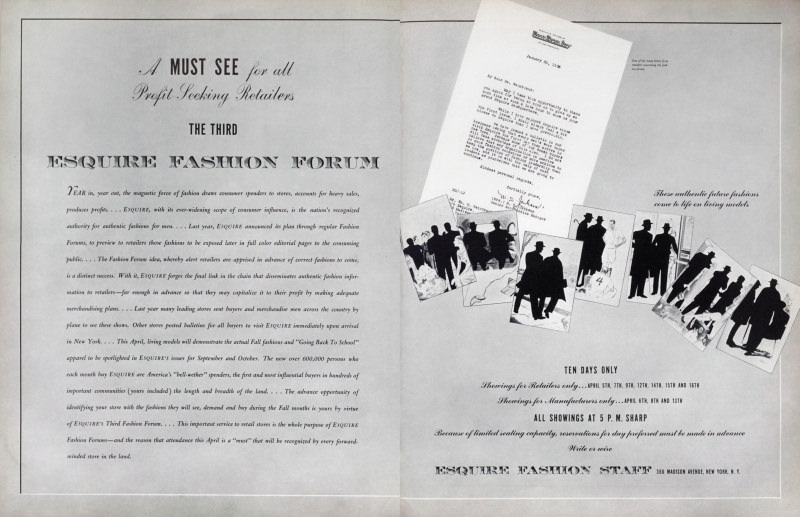 A MUST SEE for all
Profit-Seeking Retailers
THE THIRD
ESQUIRE FASHION FORUM
YEAR in, year out, the magnetic force of fashion draws consumer spenders to stores, accounts for heavy sales,
produces profits. . . . ESQUIRE, with its ever-widening scope of consumer influence, is the nation's recognized
authority for authentic fashions for men. . . . Last year, ESQUIRE announced its plan through regular Fashion
Forums, to preview to retailers those fashions to be exposed later in full color editorial pages to the consuming
public. . . . The Fashion Forum idea, whereby alert retailers are apprised in advance of correct fashions to come,
is a distinct success. With it, ESQUIRE forges the final link in the chain that disseminates authentic fashion infor-
mation to retailers—far enough in advance so that they may capitalize it to their profit by making adequate
merchandising plans. . . . Last year many leading stores sent buyers and merchandise men across the country by
plane to see these shows. Other stores posted bulletins for all buyers to visit ESQUIRE immediately upon arrival
in New York. . . . This April, living models will demonstrate the actual Fall fashions and "Going Back To School"
apparel to be spotlighted in ESQUIRE'S issues for September and October. The now over 600,000 persons who
each month buy ESQUIRE are America's "bell-wether" spenders, the first and most influential buyers in hundreds of
important communities (yours included) the length and breadth of the land. . . . The advance opportunity of
identifying your store with the fashions they will see, demand and buy during the Fall months is yours by virtue
of ESQUIRE'S Third Fashion Forum. . . . This important service to retail stores is the whole purpose of ESQUIRE
Fashion Forums—and the reason that attendance this April is a "must" that will be recognized by every forward-
minded store in the land.
January 20, 19
My dear Mr.
Kindest personal regards,
Cordially yours,
These authentic future fashions
come to life on living models
TEN DAYS ONLY
Showings for Retailers only...APRIL 5TH, 7TH, 9TH, 12TH, 14TH, 15TH and 16TH
Showings for Manufacturers only...APRIL 6TH, 8TH and 13TH
ALL SHOWINGS AT 5 P. M. SHARP
Because of limited seating capacity, reservations for day preferred must be made in advance
Write or wire
ESQUIRE FASHION STAFF 366 MADISON AVENUE, NEW YORK, N. Y.